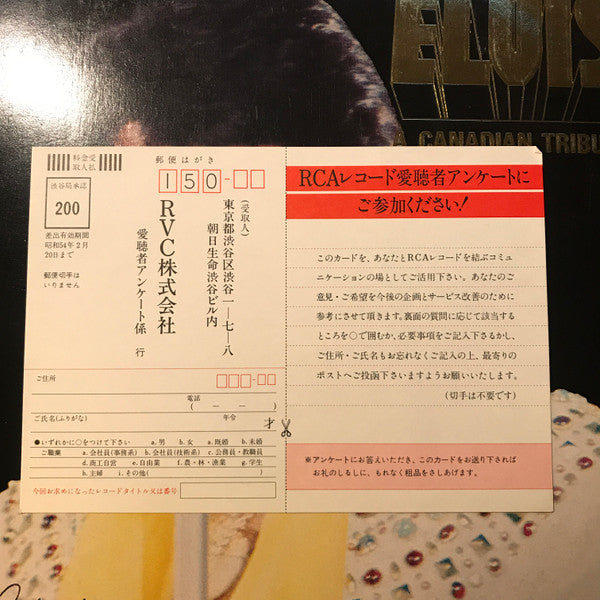 ELVIS
A CANADIAN TRIBU
料金受
取人払
郵便はがき
渋谷局承認
200
差出有効期間
昭和54年2月
20日まで
郵便切手は
いりません
150-□□
(受取人)
東京都渋谷区渋谷一―七―八
朝日生命渋谷ビル内
RVC株式会社
愛聴者アンケート係 行
ご住所
□□□-□□
電話
( － － )
ご氏名(ふりがな)
年令
才
●いずれかに○をつけて下さい a.男 b.女 a.既婚 b.未婚
ご職業 a.会社員(事務系) b.会社員(技術系) c.公務員・教職員
d.商工自営 e.自由業 f.農・林・漁業 g.学生
h.主婦 i.その他( )
今回お求めになったレコードタイトル又は番号
RCAレコード愛聴者アンケートに
ご参加ください!
このカードを、あなたとRCAレコードを結ぶコミュ
ニケーションの場としてご活用下さい。あなたのご
意見・ご希望を今後の企画とサービス改善のために
参考にさせて頂きます。裏面の質問に応じて該当する
ところを○で囲むか、必要事項をご記入下さるかし、
ご住所・ご氏名もお忘れなくご記入の上、最寄りの
ポストへご投函下さいますようお願いいたします。
(切手は不要です)
※アンケートにお答えいただき、このカードをお送り下されば
お礼のしるしに、もれなく粗品をさしあげます。